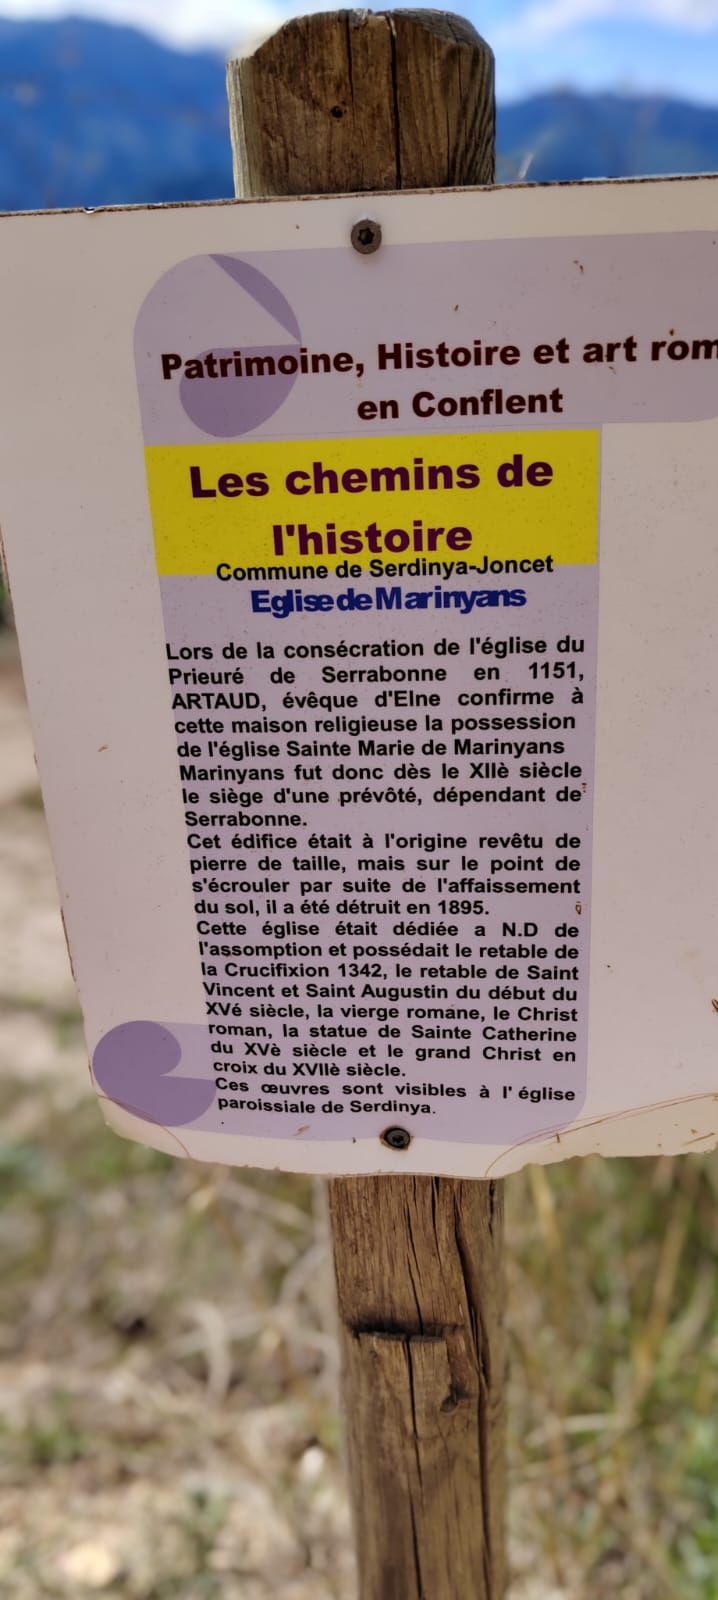 Patrimoine, Histoire et art rom
en Conflent
Les chemins de
l'histoire
Commune de Serdinya-Joncet
Eglise de Marinyans
Lors de la consécration de l'église du
Prieuré de Serrabonne en 1151,
ARTAUD, évêque d'Elne confirme à
cette maison religieuse la possession
de l'église Sainte Marie de Marinyans
Marinyans fut donc dès le XIIè siècle
le siège d'une prévôté, dépendant de
Serrabonne.
Cet édifice était à l'origine revêtu de
pierre de taille, mais sur le point de
s'écrouler par suite de l'affaissement
du sol, il a été détruit en 1895.
Cette église était dédiée a N.D de
l'assomption et possédait le retable de
la Crucifixion 1342, le retable de Saint
Vincent et Saint Augustin du début du
XVé siècle, la vierge romane, le Christ
roman, la statue de Sainte Catherine
du XVè siècle et le grand Christ en
croix du XVIIè siècle.
Ces œuvres sont visibles à l' église
paroissiale de Serdinya.